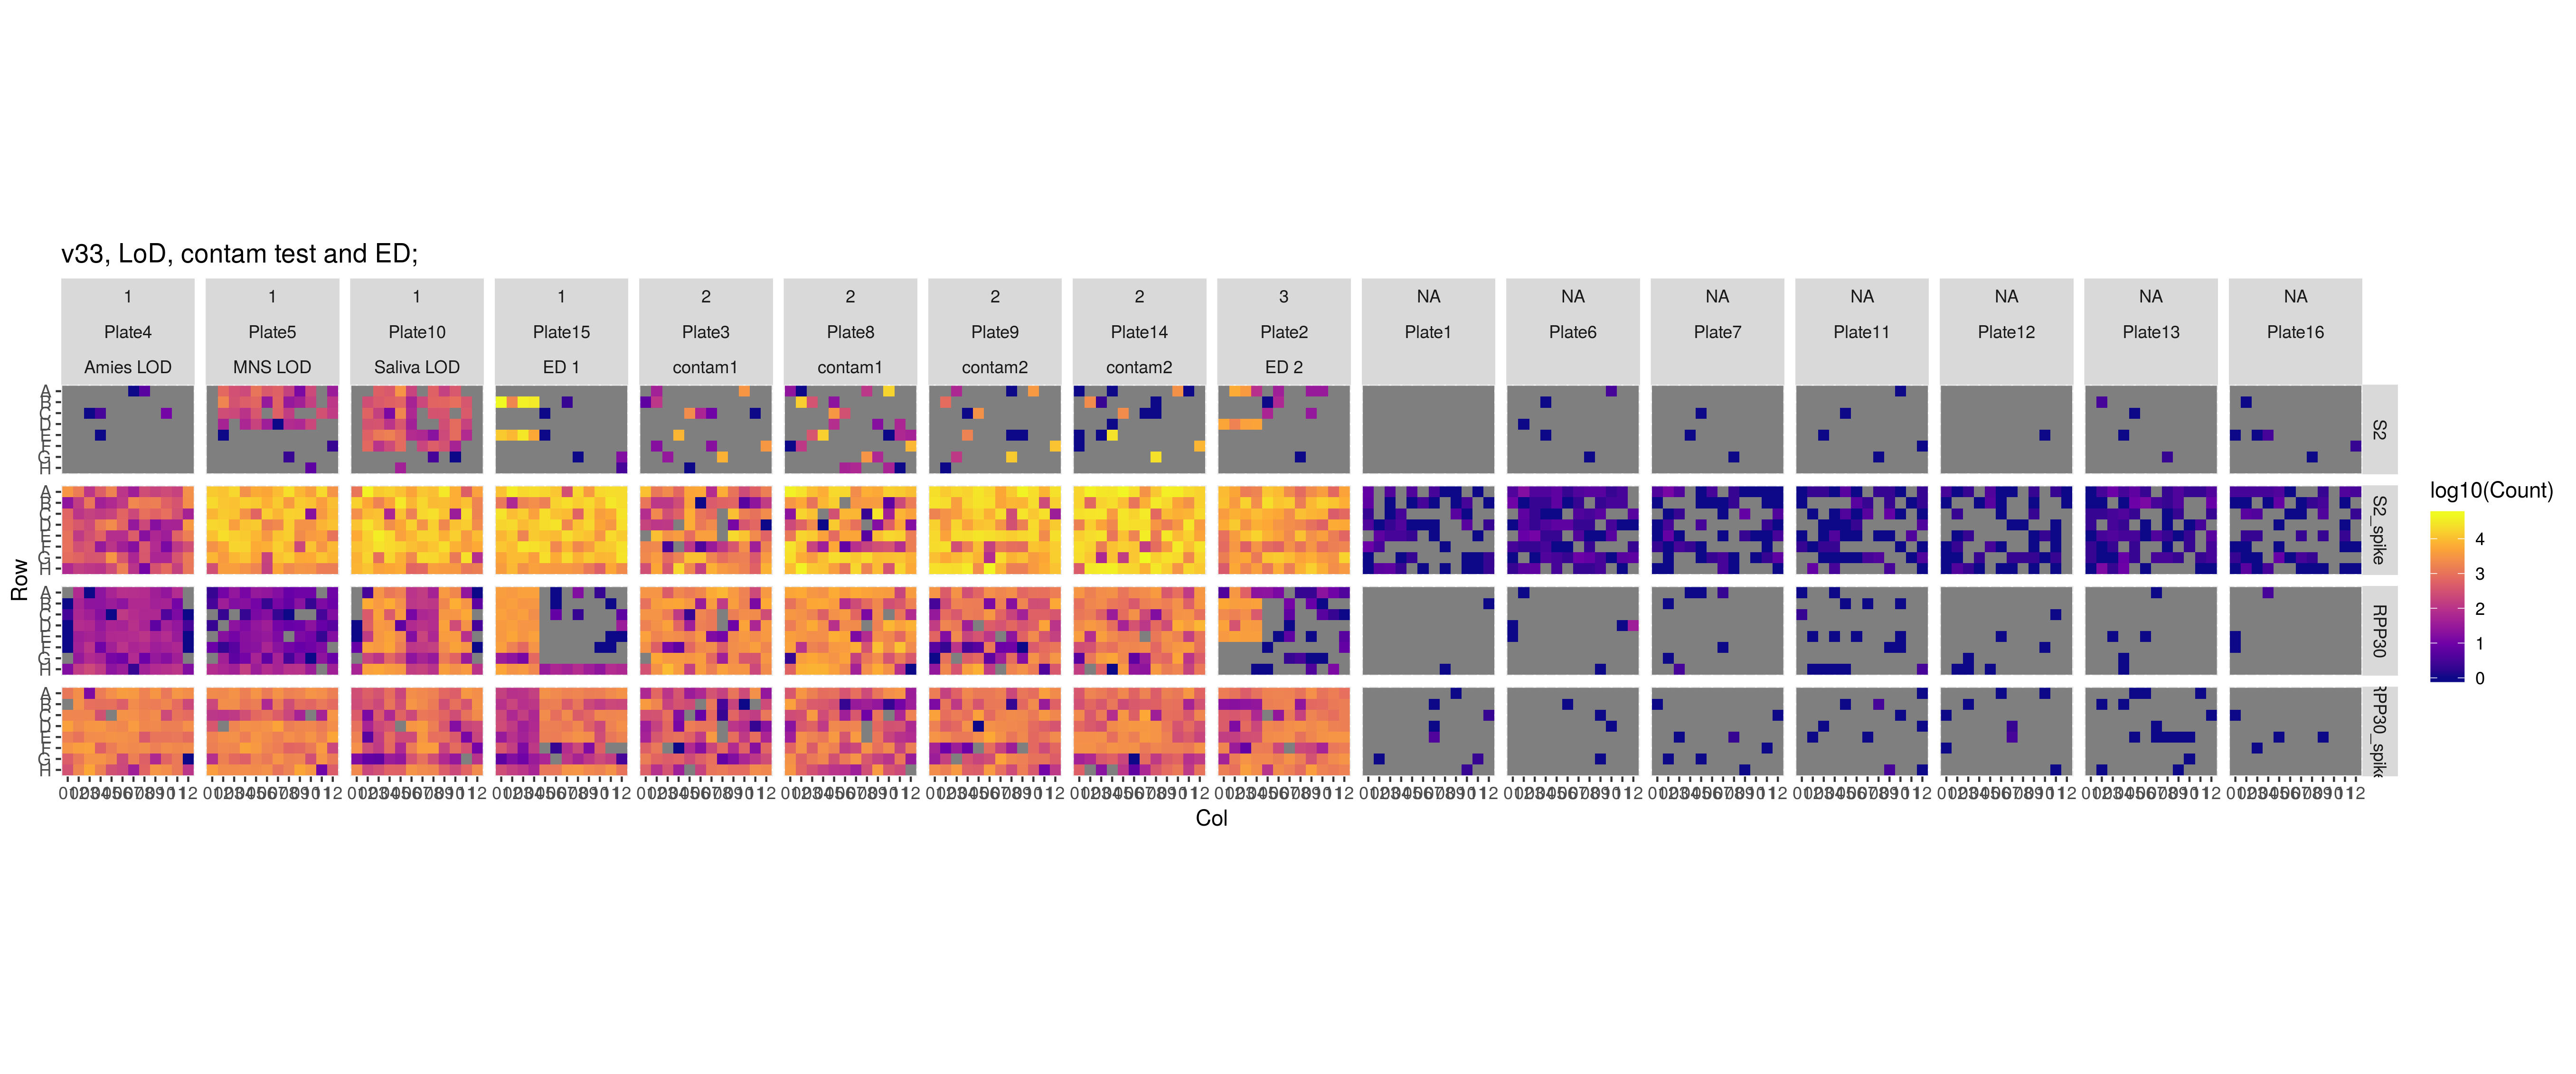 v33, LoD, contam test and ED;
1 1 1 1 2 2 2 2 3 NA NA NA NA NA NA NA
Plate4 Plate5 Plate10 Plate15 Plate3 Plate8 Plate9 Plate14 Plate2 Plate1 Plate6 Plate7 Plate11 Plate12 Plate13 Plate16
Amies LOD MNS LOD Saliva LOD ED 1 contam1 contam1 contam2 contam2 ED 2
A
B
C
D
E
F
G
H
S2
A
B
C
D
E
F
G
H
S2_spike
A
B
C
D
E
F
G
H
RPP30
A
B
C
D
E
F
G
H
RPP30_spike
Row
Col
log10(Count)
4
3
2
1
0